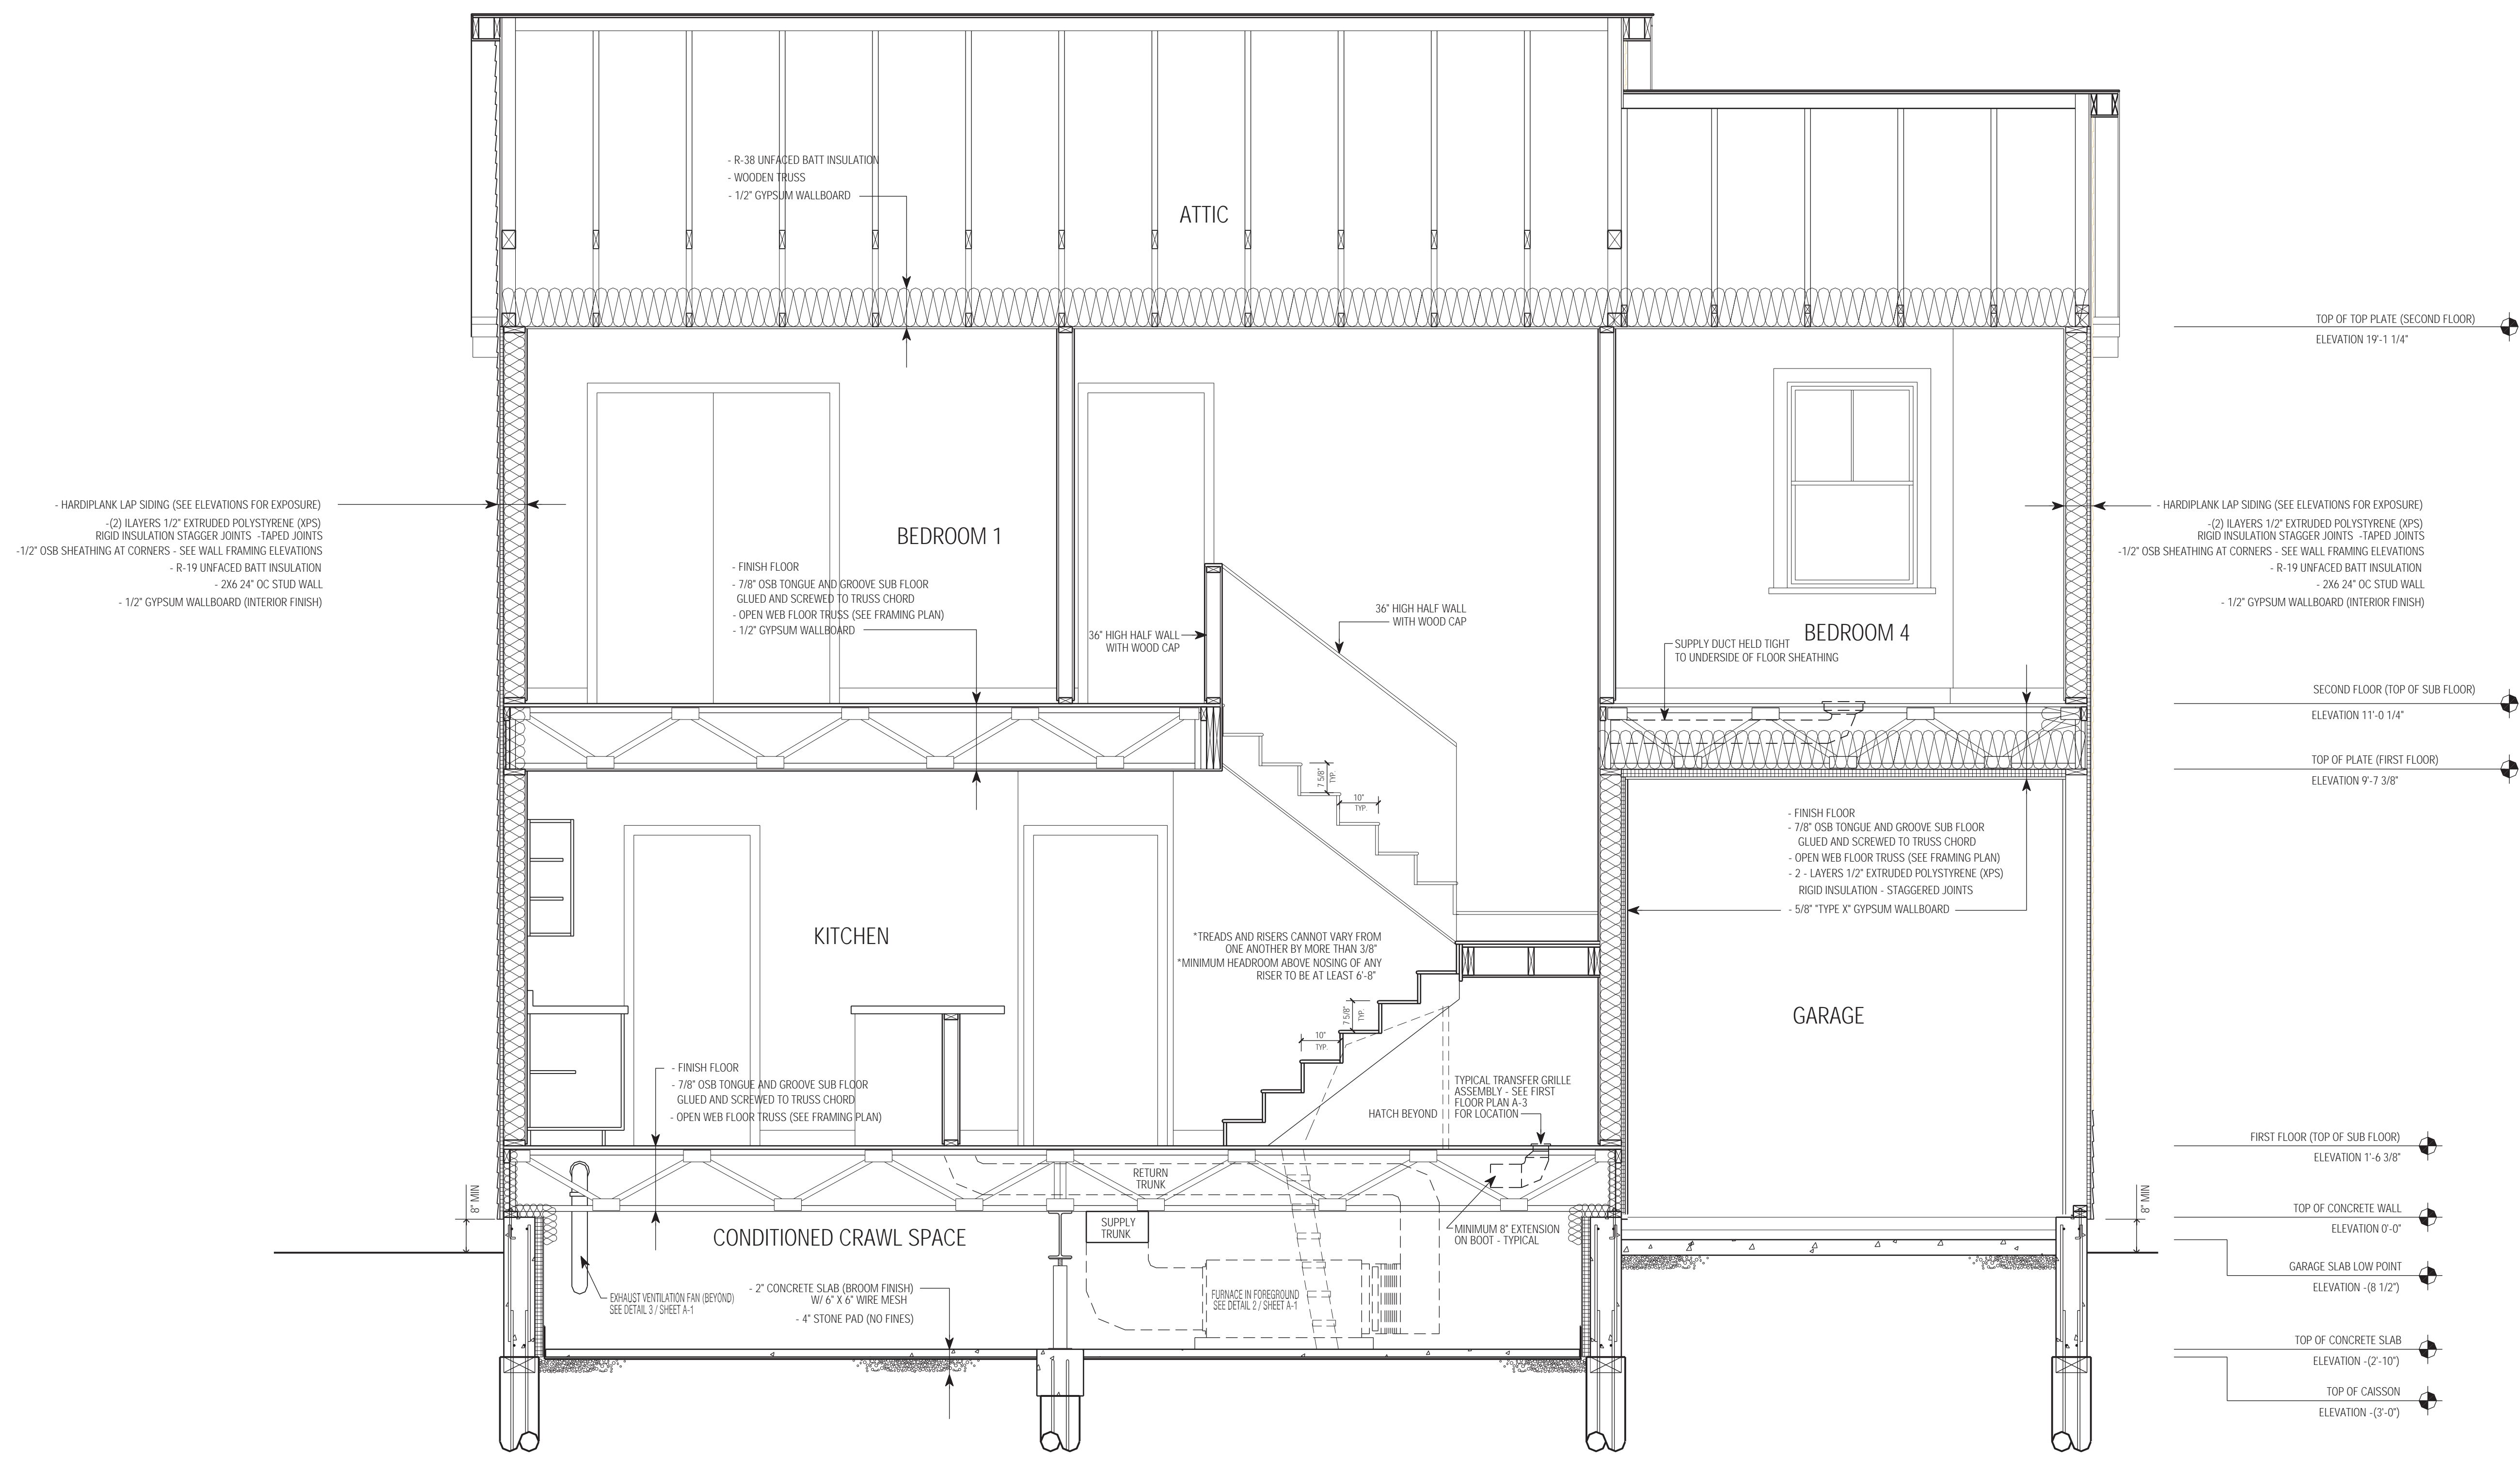 - R-38 UNFACED BATT INSULATION
- WOODEN TRUSS
- 1/2" GYPSUM WALLBOARD
ATTIC
TOP OF TOP PLATE (SECOND FLOOR)
ELEVATION 19'-1 1/4"
- HARDIPLANK LAP SIDING (SEE ELEVATIONS FOR EXPOSURE)
-(2) lLAYERS 1/2" EXTRUDED POLYSTYRENE (XPS)
RIGID INSULATION STAGGER JOINTS -TAPED JOINTS
-1/2" OSB SHEATHING AT CORNERS - SEE WALL FRAMING ELEVATIONS
- R-19 UNFACED BATT INSULATION
- 2X6 24" OC STUD WALL
- 1/2" GYPSUM WALLBOARD (INTERIOR FINISH)
BEDROOM 1
- FINISH FLOOR
- 7/8" OSB TONGUE AND GROOVE SUB FLOOR
GLUED AND SCREWED TO TRUSS CHORD
- OPEN WEB FLOOR TRUSS (SEE FRAMING PLAN)
- 1/2" GYPSUM WALLBOARD
36" HIGH HALF WALL
WITH WOOD CAP
36" HIGH HALF WALL
WITH WOOD CAP
BEDROOM 4
SUPPLY DUCT HELD TIGHT
TO UNDERSIDE OF FLOOR SHEATHING
- HARDIPLANK LAP SIDING (SEE ELEVATIONS FOR EXPOSURE)
-(2) lLAYERS 1/2" EXTRUDED POLYSTYRENE (XPS)
RIGID INSULATION STAGGER JOINTS -TAPED JOINTS
-1/2" OSB SHEATHING AT CORNERS - SEE WALL FRAMING ELEVATIONS
- R-19 UNFACED BATT INSULATION
- 2X6 24" OC STUD WALL
- 1/2" GYPSUM WALLBOARD (INTERIOR FINISH)
SECOND FLOOR (TOP OF SUB FLOOR)
ELEVATION 11'-0 1/4"
TOP OF PLATE (FIRST FLOOR)
ELEVATION 9'-7 3/8"
7 5/8"
TYP.
10"
TYP.
- FINISH FLOOR
- 7/8" OSB TONGUE AND GROOVE SUB FLOOR
GLUED AND SCREWED TO TRUSS CHORD
- OPEN WEB FLOOR TRUSS (SEE FRAMING PLAN)
- 2 - LAYERS 1/2" EXTRUDED POLYSTYRENE (XPS)
RIGID INSULATION - STAGGERED JOINTS
- 5/8" "TYPE X" GYPSUM WALLBOARD
KITCHEN
*TREADS AND RISERS CANNOT VARY FROM
ONE ANOTHER BY MORE THAN 3/8"
*MINIMUM HEADROOM ABOVE NOSING OF ANY
RISER TO BE AT LEAST 6'-8"
7 5/8"
TYP.
10"
TYP.
GARAGE
- FINISH FLOOR
- 7/8" OSB TONGUE AND GROOVE SUB FLOOR
GLUED AND SCREWED TO TRUSS CHORD
- OPEN WEB FLOOR TRUSS (SEE FRAMING PLAN)
HATCH BEYOND
TYPICAL TRANSFER GRILLE
ASSEMBLY - SEE FIRST
FLOOR PLAN A-3
FOR LOCATION
FIRST FLOOR (TOP OF SUB FLOOR)
ELEVATION 1'-6 3/8"
8" MIN
RETURN
TRUNK
SUPPLY
TRUNK
CONDITIONED CRAWL SPACE
MINIMUM 8" EXTENSION
ON BOOT - TYPICAL
8" MIN
TOP OF CONCRETE WALL
ELEVATION 0'-0"
GARAGE SLAB LOW POINT
ELEVATION -(8 1/2")
EXHAUST VENTILATION FAN (BEYOND)
SEE DETAIL 3 / SHEET A-1
- 2" CONCRETE SLAB (BROOM FINISH)
W/ 6" X 6" WIRE MESH
- 4" STONE PAD (NO FINES)
FURNACE IN FOREGROUND
SEE DETAIL 2 / SHEET A-1
TOP OF CONCRETE SLAB
ELEVATION -(2'-10")
TOP OF CAISSON
ELEVATION -(3'-0")